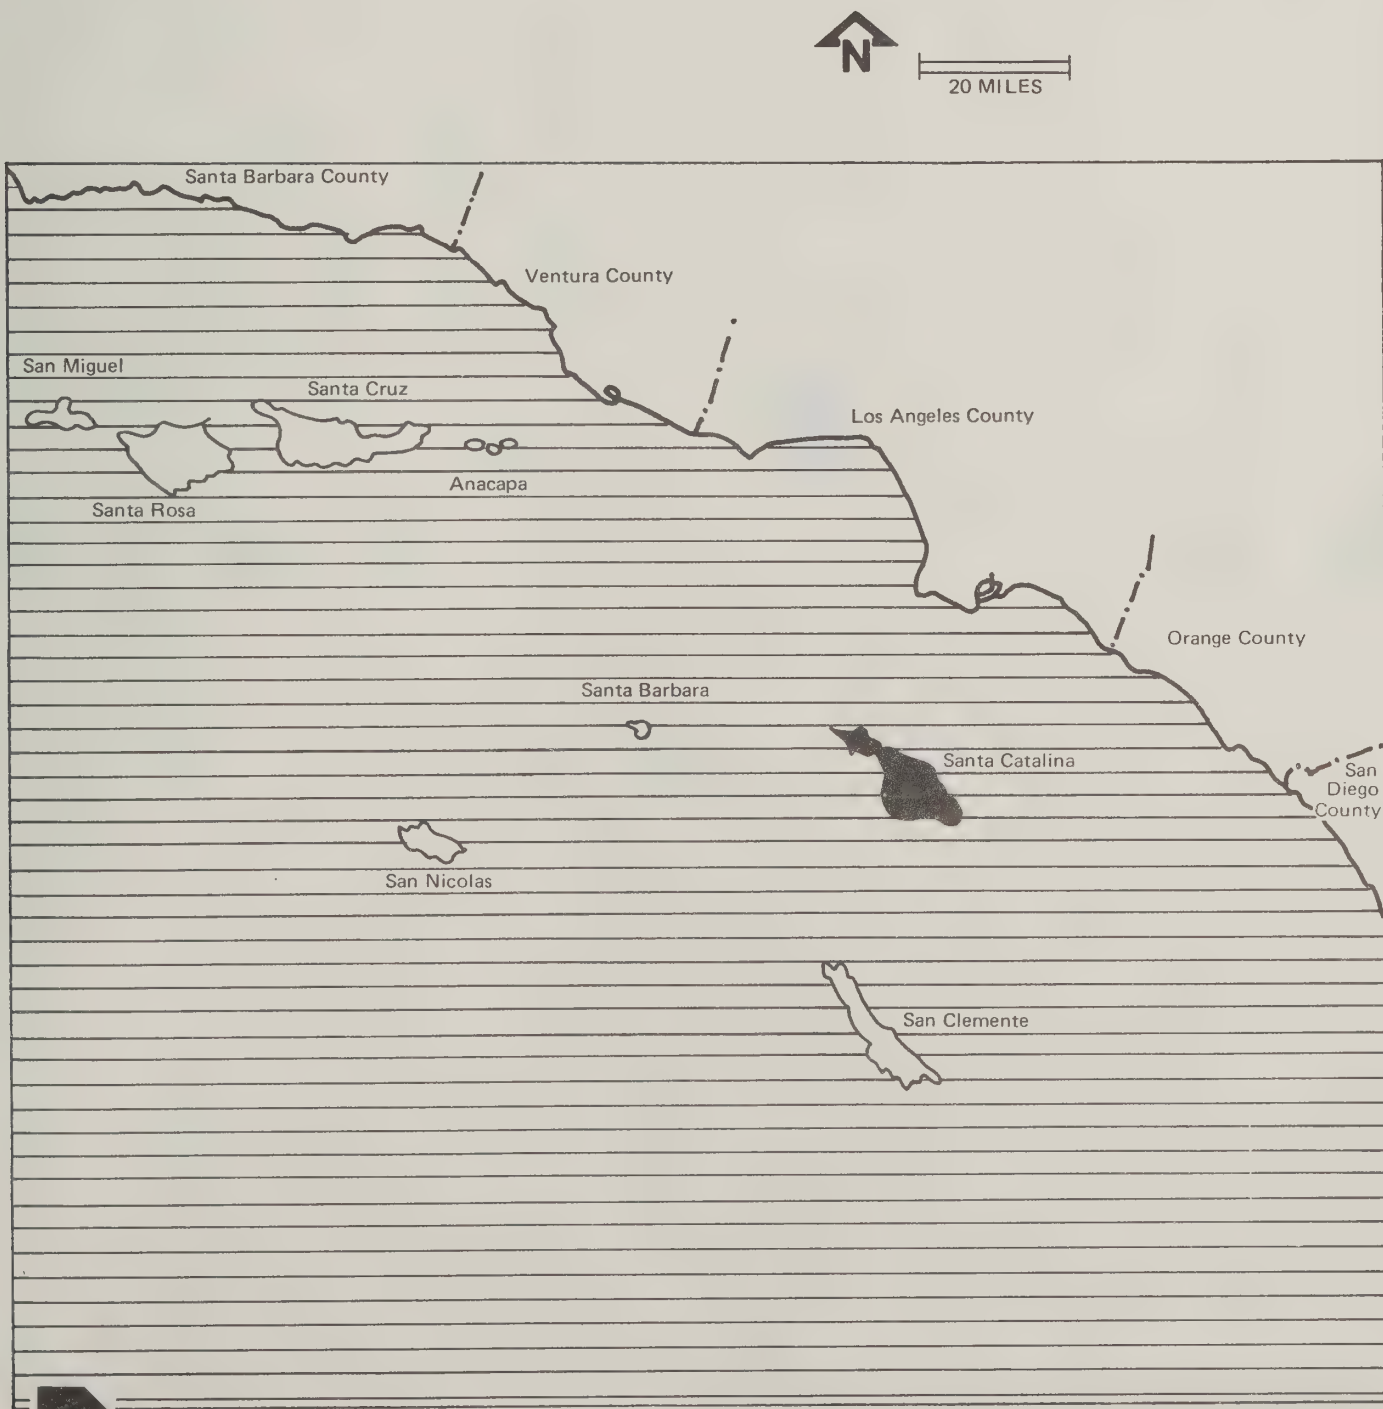 N
20 MILES
Santa Barbara County
Ventura County
San Miguel
Santa Cruz
Los Angeles County
Anacapa
Santa Rosa
Orange County
Santa Barbara
Santa Catalina
San
Diego
County
San Nicolas
San Clemente